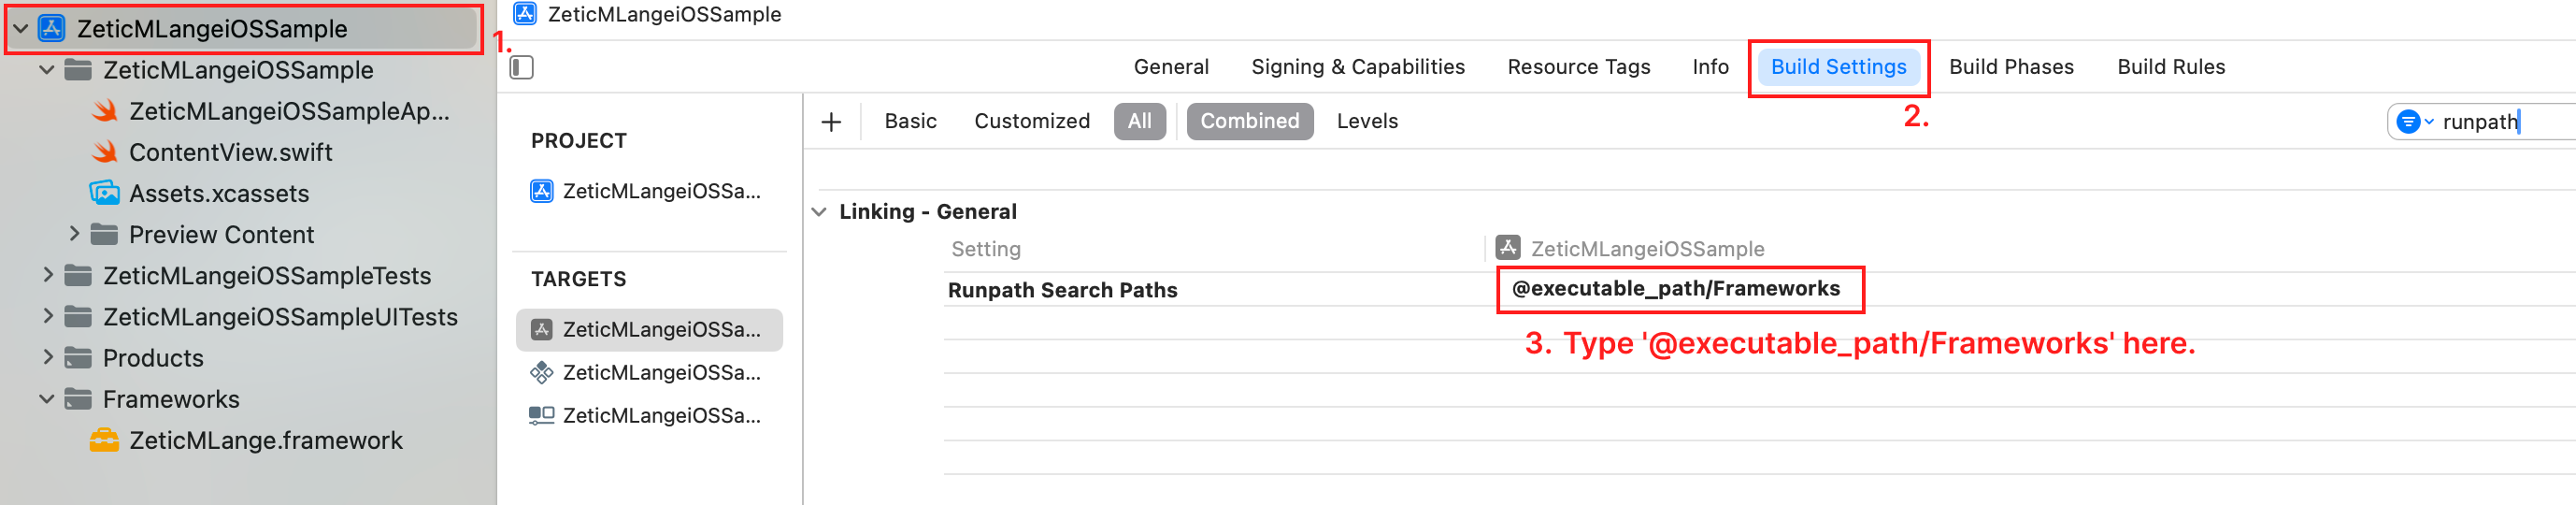 ZeticMLangeiOSSample
1.
ZeticMLangeiOSSample
ZeticMLangeiOSSampleAp...
ContentView.swift
Assets.xcassets
Preview Content
ZeticMLangeiOSSampleTests
ZeticMLangeiOSSampleUITests
Products
Frameworks
ZeticMLange.framework
ZeticMLangeiOSSample
General Signing & Capabilities Resource Tags Info Build Settings Build Phases Build Rules
2.
+ Basic Customized All Combined Levels
runpath
PROJECT
ZeticMLangeiOSSa...
TARGETS
ZeticMLangeiOSSa...
ZeticMLangeiOSSa...
ZeticMLangeiOSSa...
Linking - General
Setting ZeticMLangeiOSSample
Runpath Search Paths @executable_path/Frameworks
3. Type '@executable_path/Frameworks' here.